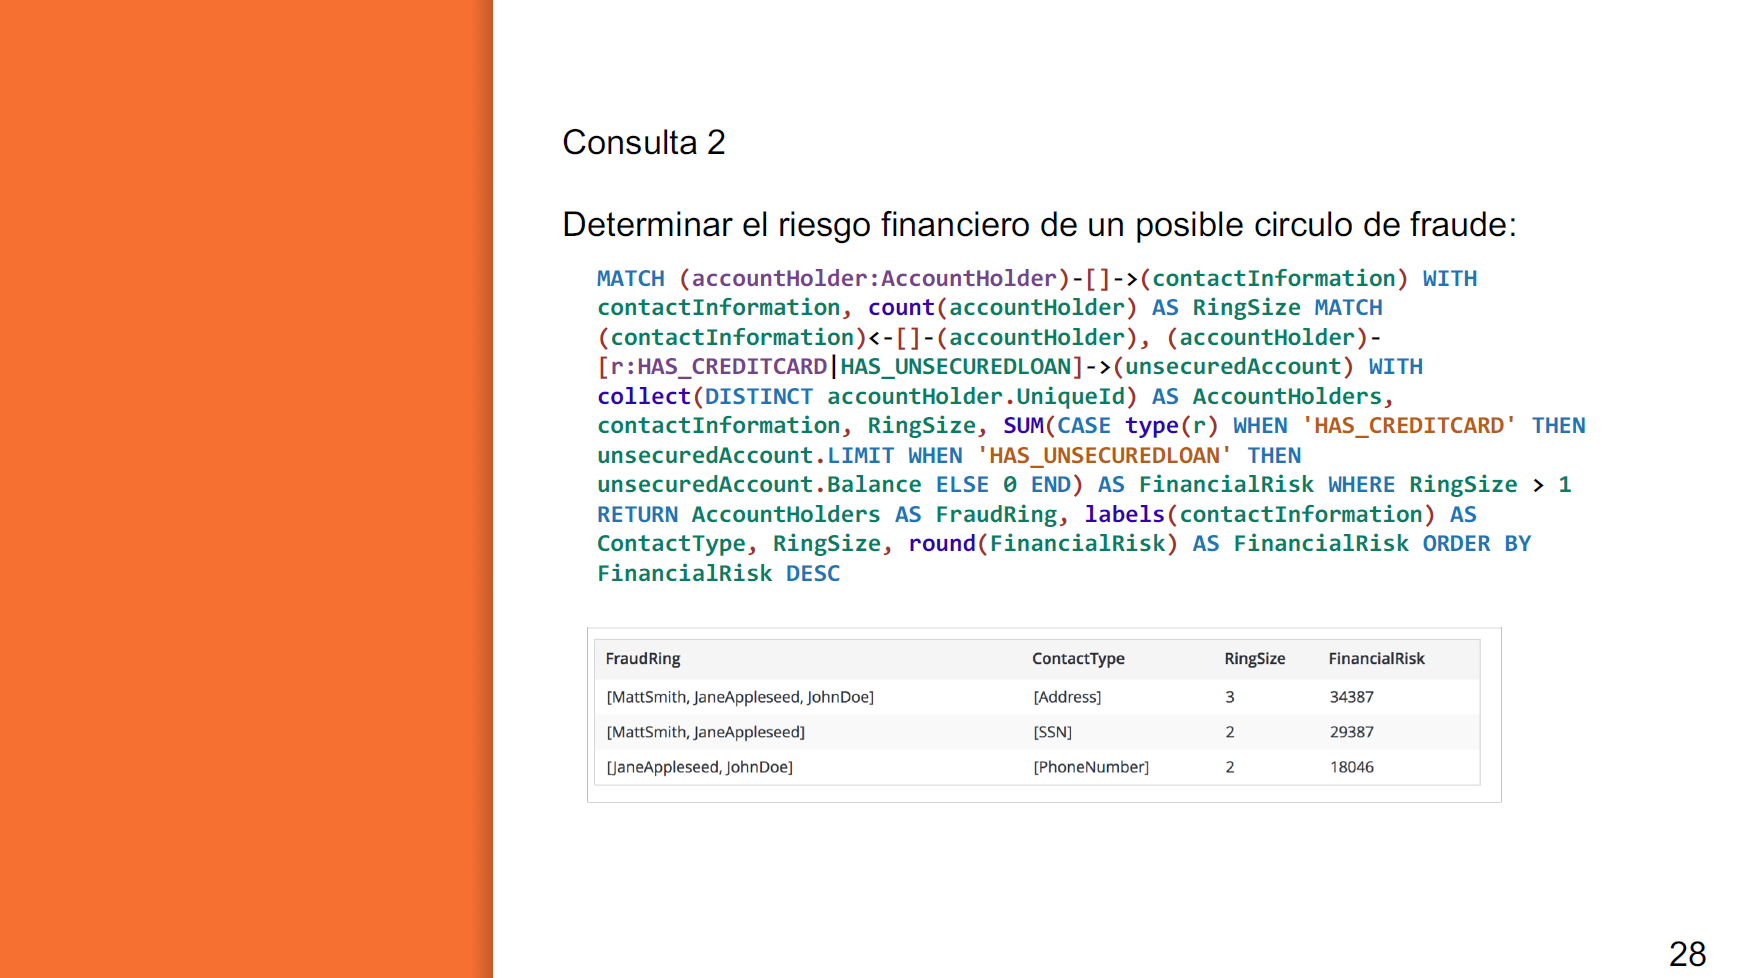 Consulta 2
Determinar el riesgo financiero de un posible circulo de fraude:
MATCH (accountHolder:AccountHolder)-[]->(contactInformation) WITH
contactInformation, count(accountHolder) AS RingSize MATCH
(contactInformation)<-[]-(accountHolder), (accountHolder)-
[r:HAS_CREDITCARD|HAS_UNSECUREDLOAN]->(unsecuredAccount) WITH
collect(DISTINCT accountHolder.UniqueId) AS AccountHolders,
contactInformation, RingSize, SUM(CASE type(r) WHEN 'HAS_CREDITCARD' THEN
unsecuredAccount.LIMIT WHEN 'HAS_UNSECUREDLOAN' THEN
unsecuredAccount.Balance ELSE 0 END) AS FinancialRisk WHERE RingSize > 1
RETURN AccountHolders AS FraudRing, labels(contactInformation) AS
ContactType, RingSize, round(FinancialRisk) AS FinancialRisk ORDER BY
FinancialRisk DESC
FraudRing ContactType RingSize FinancialRisk
[MattSmith, JaneAppleseed, JohnDoe] [Address] 3 34387
[MattSmith, JaneAppleseed] [SSN] 2 29387
[JaneAppleseed, JohnDoe] [PhoneNumber] 2 18046
28